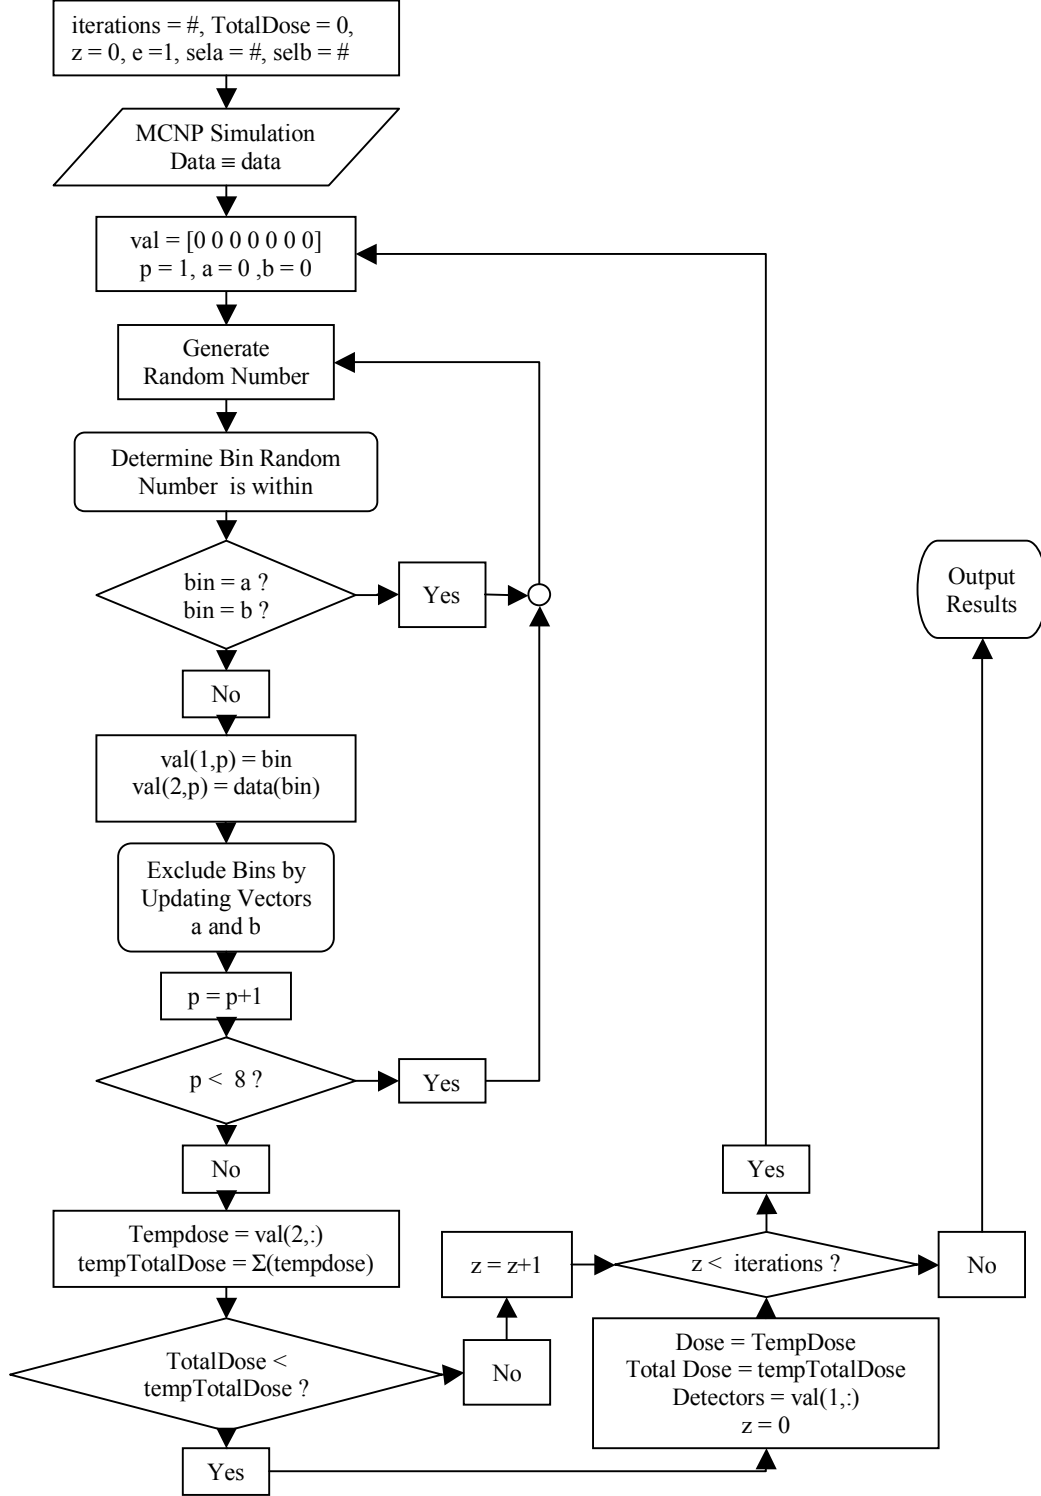 iterations = #, TotalDose = 0,
z = 0, e =1, sela = #, selb = #
MCNP Simulation
Data ≡ data
val = [0 0 0 0 0 0 0]
p = 1, a = 0 ,b = 0
Generate
Random Number
Determine Bin Random
Number is within
bin = a ?
bin = b ?
Yes
No
val(1,p) = bin
val(2,p) = data(bin)
Exclude Bins by
Updating Vectors
a and b
p = p+1
p < 8 ?
Yes
No
Tempdose = val(2,:)
tempTotalDose = Σ(tempdose)
TotalDose <
tempTotalDose ?
No
Yes
z = z+1
Dose = TempDose
Total Dose = tempTotalDose
Detectors = val(1,:)
z = 0
z < iterations ?
Yes
No
Output
Results